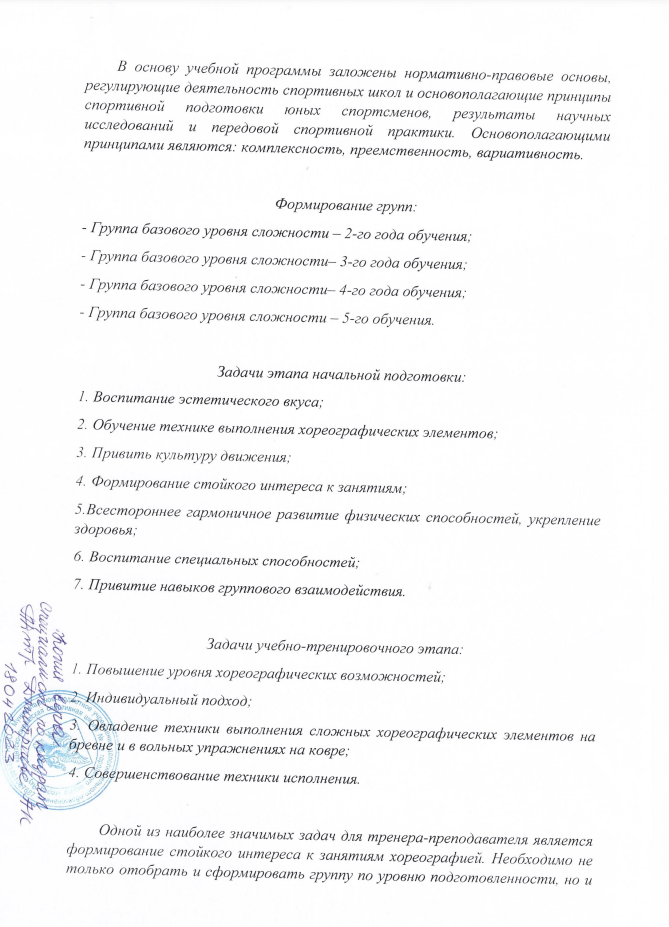 В основу учебной программы заложены нормативно-правовые основы,
регулирующие деятельность спортивных школ и основополагающие принципы
спортивной подготовки юных спортсменов, результаты научных
исследований и передовой спортивной практики. Основополагающими
принципами являются: комплексность, преемственность, вариативность.
Формирование групп:
- Группа базового уровня сложности – 2-го года обучения;
- Группа базового уровня сложности– 3-го года обучения;
- Группа базового уровня сложности– 4-го года обучения;
- Группа базового уровня сложности – 5-го обучения.
Задачи этапа начальной подготовки:
1. Воспитание эстетического вкуса;
2. Обучение технике выполнения хореографических элементов;
3. Привить культуру движения;
4. Формирование стойкого интереса к занятиям;
5.Всестороннее гармоничное развитие физических способностей, укрепление
здоровья;
6. Воспитание специальных способностей;
7. Привитие навыков группового взаимодействия.
Задачи учебно-тренировочного этапа:
1. Повышение уровня хореографических возможностей;
2. Индивидуальный подход;
3. Овладение техники выполнения сложных хореографических элементов на
бревне и в вольных упражнениях на ковре;
4. Совершенствование техники исполнения.
Одной из наиболее значимых задач для тренера-преподавателя является
формирование стойкого интереса к занятиям хореографией. Необходимо не
только отобрать и сформировать группу по уровню подготовленности, но и
Копия верна
специалист по кадрам